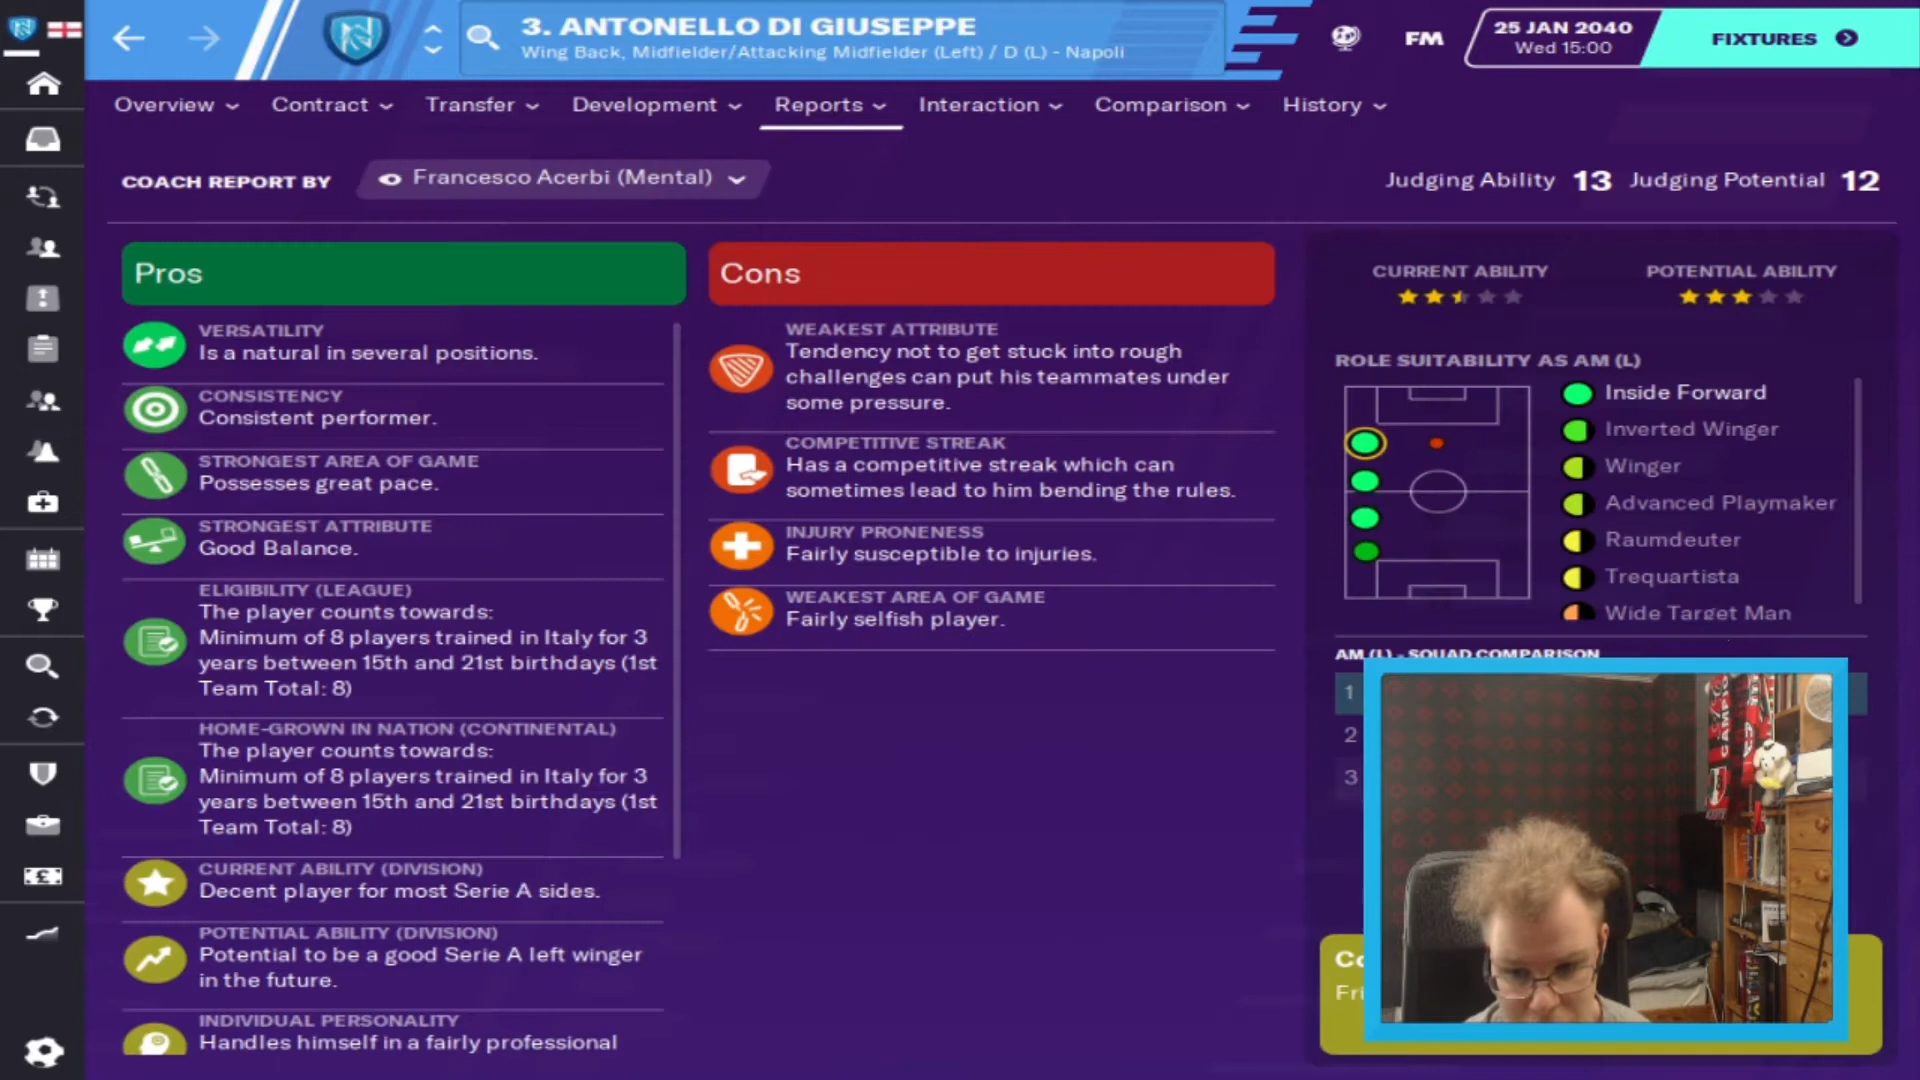 3. ANTONELLO DI GIUSEPPE
Wing Back, Midfielder/Attacking Midfielder (Left) / D (L) - Napoli
FM
25 JAN 2040
Wed 15:00
FIXTURES
Overview
Contract
Transfer
Development
Reports
Interaction
Comparison
History
COACH REPORT BY
Francesco Acerbi (Mental)
Judging Ability 13 Judging Potential 12
Pros
VERSATILITY
Is a natural in several positions.
CONSISTENCY
Consistent performer.
STRONGEST AREA OF GAME
Possesses great pace.
STRONGEST ATTRIBUTE
Good Balance.
ELIGIBILITY (LEAGUE)
The player counts towards:
Minimum of 8 players trained in Italy for 3
years between 15th and 21st birthdays (1st
Team Total: 8)
HOME-GROWN IN NATION (CONTINENTAL)
The player counts towards:
Minimum of 8 players trained in Italy for 3
years between 15th and 21st birthdays (1st
Team Total: 8)
CURRENT ABILITY (DIVISION)
Decent player for most Serie A sides.
POTENTIAL ABILITY (DIVISION)
Potential to be a good Serie A left winger
in the future.
INDIVIDUAL PERSONALITY
Handles himself in a fairly professional
Cons
WEAKEST ATTRIBUTE
Tendency not to get stuck into rough
challenges can put his teammates under
some pressure.
COMPETITIVE STREAK
Has a competitive streak which can
sometimes lead to him bending the rules.
INJURY PRONENESS
Fairly susceptible to injuries.
WEAKEST AREA OF GAME
Fairly selfish player.
CURRENT ABILITY
POTENTIAL ABILITY
ROLE SUITABILITY AS AM (L)
Inside Forward
Inverted Winger
Winger
Advanced Playmaker
Raumdeuter
Trequartista
Wide Target Man
AM (L) - SQUAD COMPARISON
1
2
3